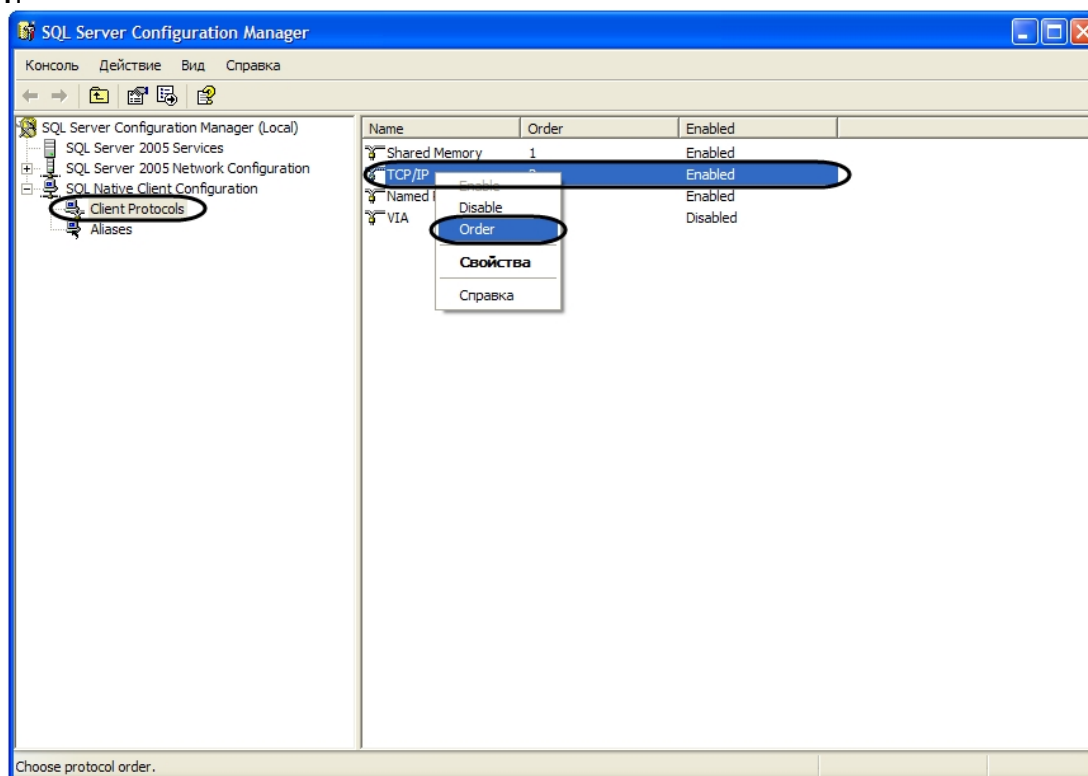 SQL Server Configuration Manager
Консоль Действие Вид Справка
SQL Server Configuration Manager (Local)
SQL Server 2005 Services
SQL Server 2005 Network Configuration
SQL Native Client Configuration
Client Protocols
Aliases
Name Order Enabled
Shared Memory 1 Enabled
TCP/IP Enabled
Named Enabled
VIA Disabled
Enable
Disable
Order
Свойства
Справка
Choose protocol order.